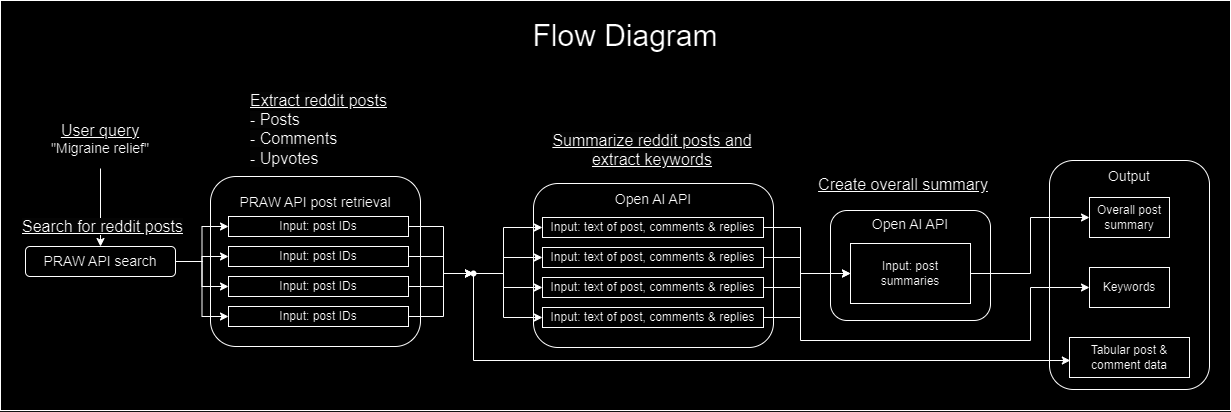 Flow Diagram
User query
"Migraine relief"
Search for reddit posts
PRAW API search
Extract reddit posts
- Posts
- Comments
- Upvotes
PRAW API post retrieval
Input: post IDs
Input: post IDs
Input: post IDs
Input: post IDs
Summarize reddit posts and
extract keywords
Open AI API
Input: text of post, comments & replies
Input: text of post, comments & replies
Input: text of post, comments & replies
Input: text of post, comments & replies
Create overall summary
Open AI API
Input: post
summaries
Output
Overall post
summary
Keywords
Tabular post &
comment data